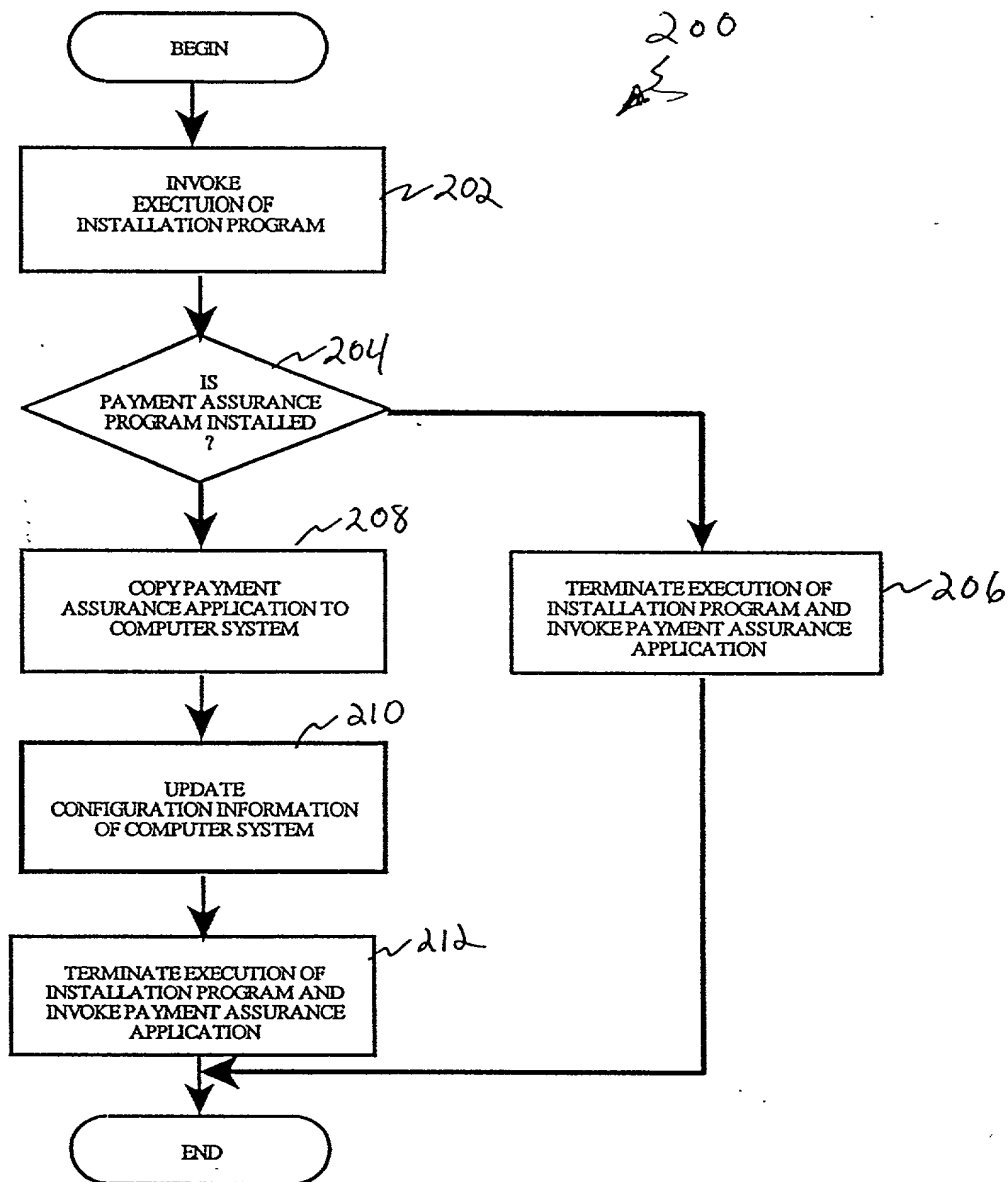 BEGIN
200
INVOKE
EXECTUION OF
INSTALLATION PROGRAM
202
204
IS
PAYMENT ASSURANCE
PROGRAM INSTALLED
?
208
COPY PAYMENT
ASSURANCE APPLICATION TO
COMPUTER SYSTEM
TERMINATE EXECUTION OF
INSTALLATION PROGRAM AND
INVOKE PAYMENT ASSURANCE
APPLICATION
206
210
UPDATE
CONFIGURATION INFORMATION
OF COMPUTER SYSTEM
212
TERMINATE EXECUTION OF
INSTALLATION PROGRAM AND
INVOKE PAYMENT ASSURANCE
APPLICATION
END